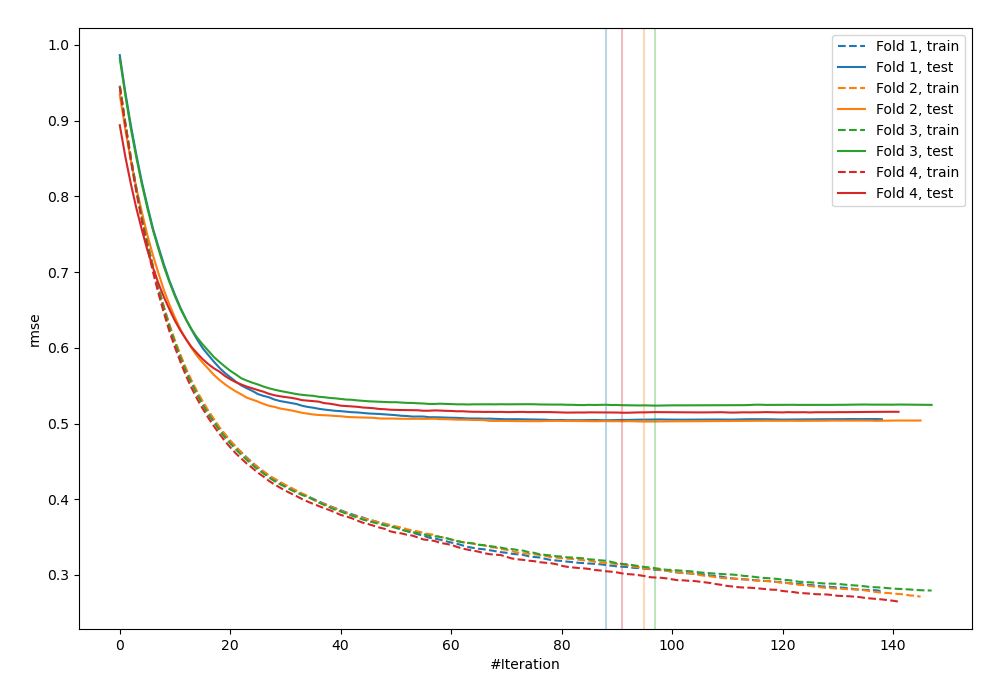 1.0
0.9
0.8
0.7
0.6
0.5
0.4
0.3
rmse
0
20
40
60
80
100
120
140
#Iteration
Fold 1, train
Fold 1, test
Fold 2, train
Fold 2, test
Fold 3, train
Fold 3, test
Fold 4, train
Fold 4, test